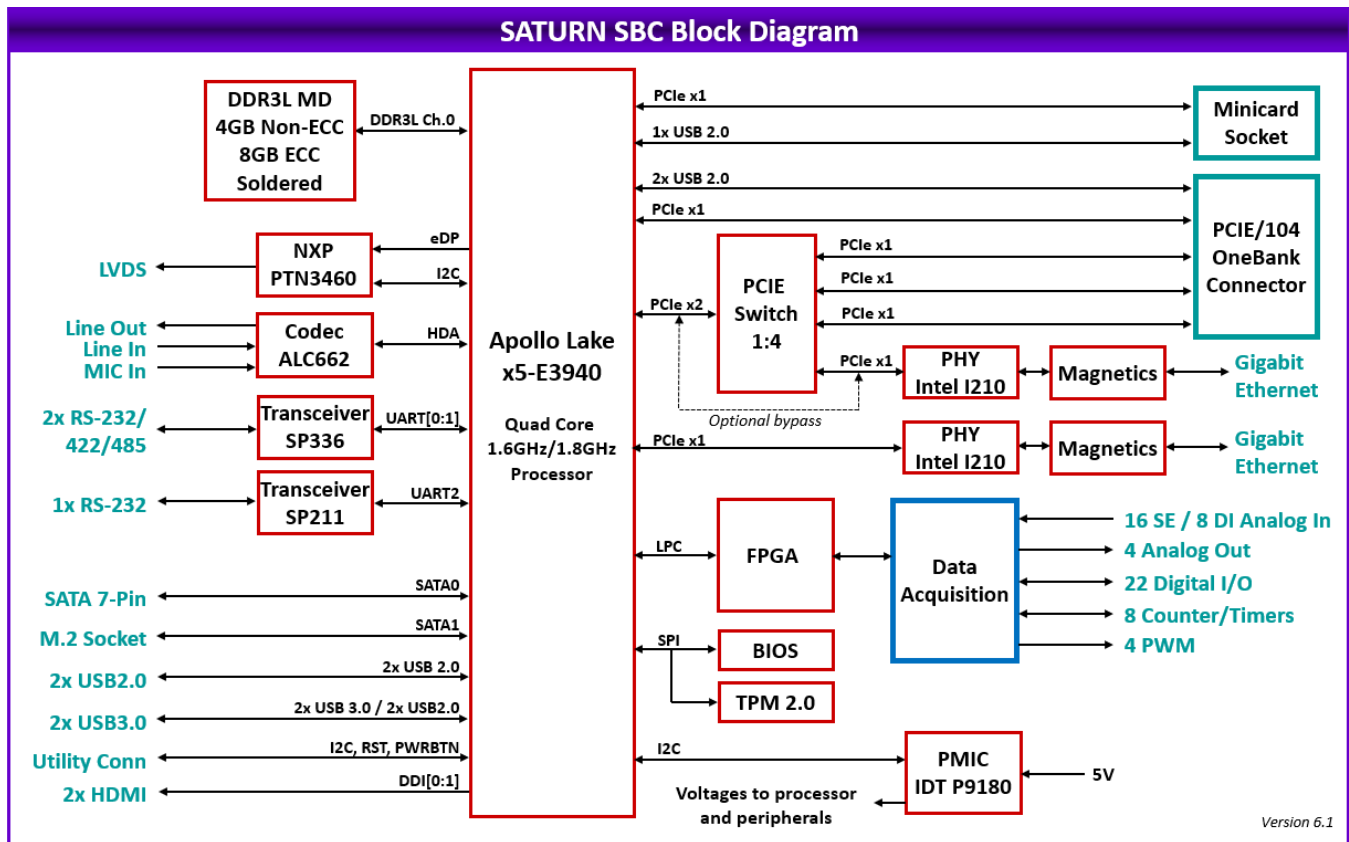 SATURN SBC Block Diagram
DDR3L MD
4GB Non-ECC
8GB ECC
Soldered
DDR3L Ch.0
NXP
PTN3460
eDP
I2C
LVDS
Codec
ALC662
HDA
Line Out
Line In
MIC In
Transceiver
SP336
UART[0:1]
2x RS-232/
422/485
Transceiver
SP211
UART2
1x RS-232
SATA0
SATA 7-Pin
SATA1
M.2 Socket
2x USB 2.0
2x USB2.0
2x USB 3.0 / 2x USB2.0
2x USB3.0
I2C, RST, PWRBTN
Utility Conn
DDI[0:1]
2x HDMI
Apollo Lake
x5-E3940
Quad Core
1.6GHz/1.8GHz
Processor
PCIe x1
1x USB 2.0
Minicard
Socket
2x USB 2.0
PCIe x1
PCIE/104
OneBank
Connector
PCIe x2
PCIE
Switch
1:4
PCIe x1
PCIe x1
PCIe x1
PCIe x1
Optional bypass
PHY
Intel I210
Magnetics
Gigabit
Ethernet
PCIe x1
PHY
Intel I210
Magnetics
Gigabit
Ethernet
LPC
FPGA
Data
Acquisition
16 SE / 8 DI Analog In
4 Analog Out
22 Digital I/O
8 Counter/Timers
4 PWM
SPI
BIOS
TPM 2.0
I2C
PMIC
IDT P9180
5V
Voltages to processor
and peripherals
Version 6.1